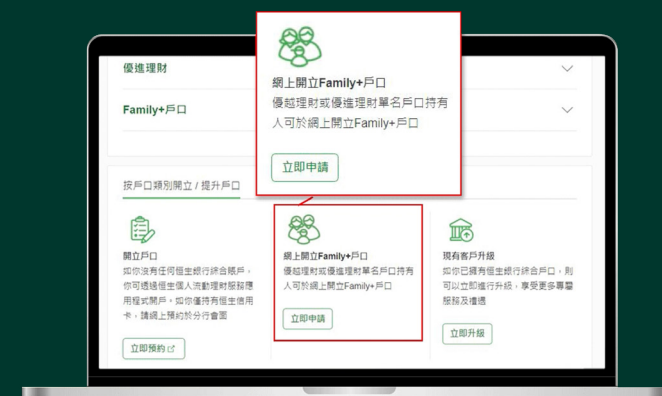 網上開立Family+戶口
優越理財或優進理財單名戶口持有
人可於網上開立Family+戶口
立即申請
優進理財
Family+戶口
按戶口類別開立 / 提升戶口
開立戶口
如你沒有任何恒生銀行綜合賬戶，
你可透過恒生個人流動理財服務應
用程式開戶。如你僅持有恒生信用
卡，請網上預約於分行會面
立即預約
網上開立Family+戶口
優越理財或優進理財單名戶口持有
人可於網上開立Family+戶口
立即申請
現有客戶升級
如你已擁有恒生銀行綜合戶口，則
可以立即進行升級，享受更多尊馨
服務及禮遇
立即升級